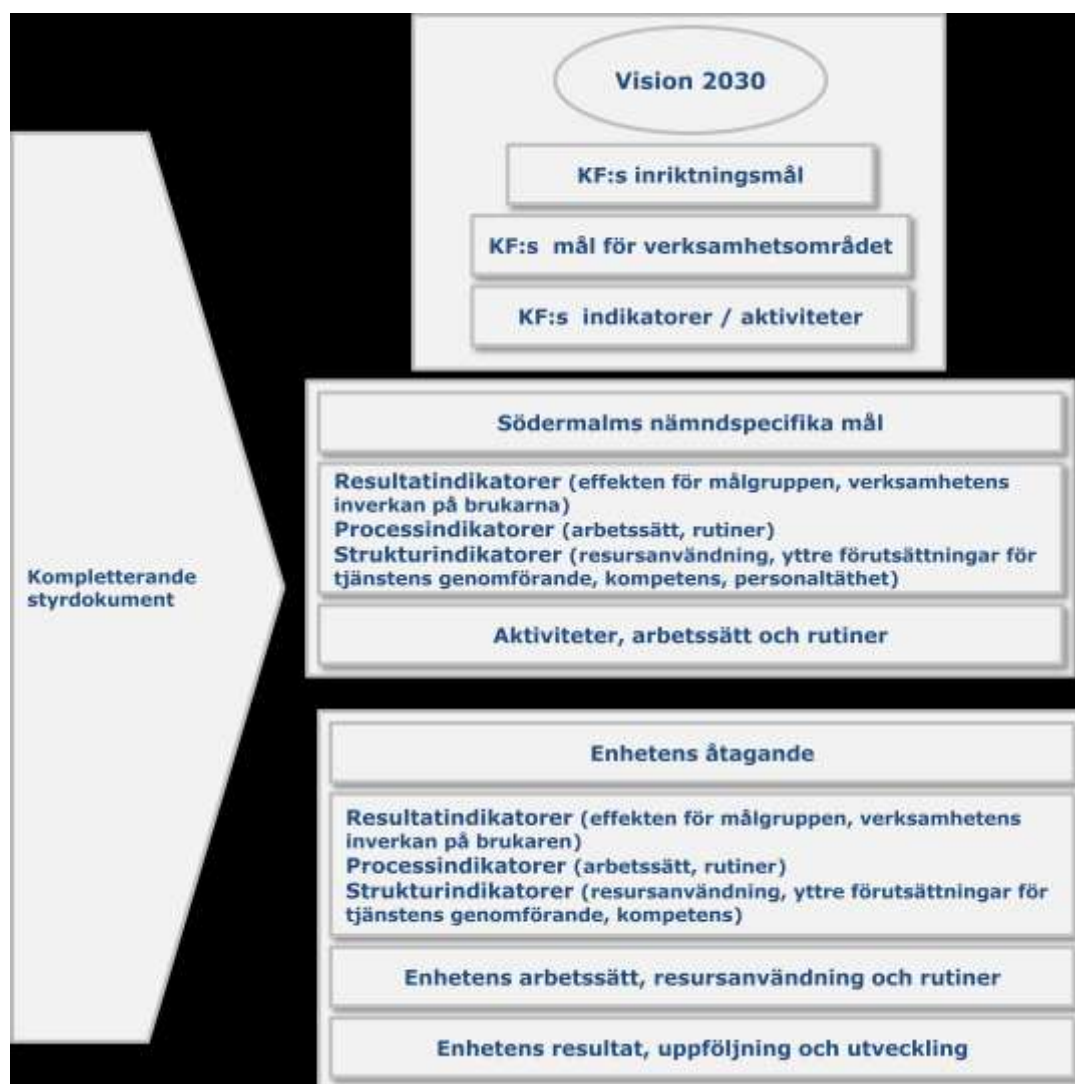 Vision 2030
KF:s inriktningsmål
KF:s mål för verksamhetsområdet
KF:s indikatorer / aktiviteter
Södermalms nämndspecifika mål
Resultatindikatorer (effekten för målgruppen, verksamhetens
inverkan på brukarna)
Processindikatorer (arbetssätt, rutiner)
Strukturindikatorer (resursanvändning, yttre förutsättningar för
tjänstens genomförande, kompetens, personaltäthet)
Aktiviteter, arbetssätt och rutiner
Kompletterande
styrdokument
Enhetens åtagande
Resultatindikatorer (effekten för målgruppen, verksamhetens
inverkan på brukaren)
Processindikatorer (arbetssätt, rutiner)
Strukturindikatorer (resursanvändning, yttre förutsättningar för
tjänstens genomförande, kompetens)
Enhetens arbetssätt, resursanvändning och rutiner
Enhetens resultat, uppföljning och utveckling